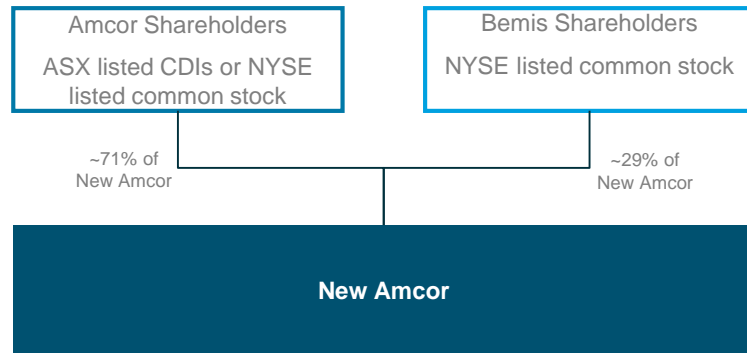 Amcor Shareholders
ASX listed CDIs or NYSE
listed common stock
Bemis Shareholders
NYSE listed common stock
~71% of
New Amcor
~29% of
New Amcor
New Amcor